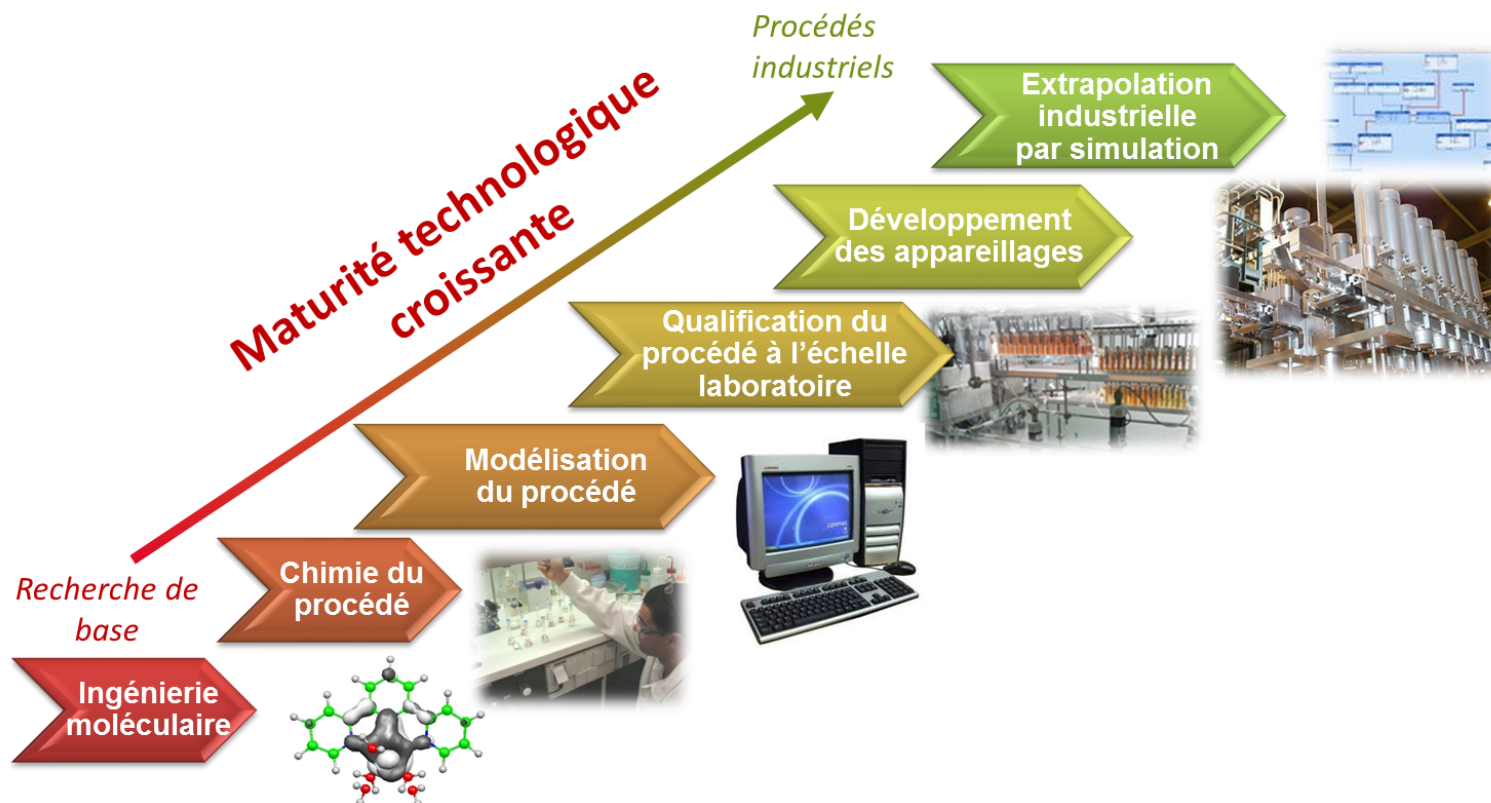 Procédés
industriels
Maturité technologique
croissante
Extrapolation
industrielle
par simulation
Développement
des appareillages
Qualification du
procédé à l’échelle
laboratoire
Modélisation
du procédé
Chimie du
procédé
Recherche de
base
Ingénierie
moléculaire